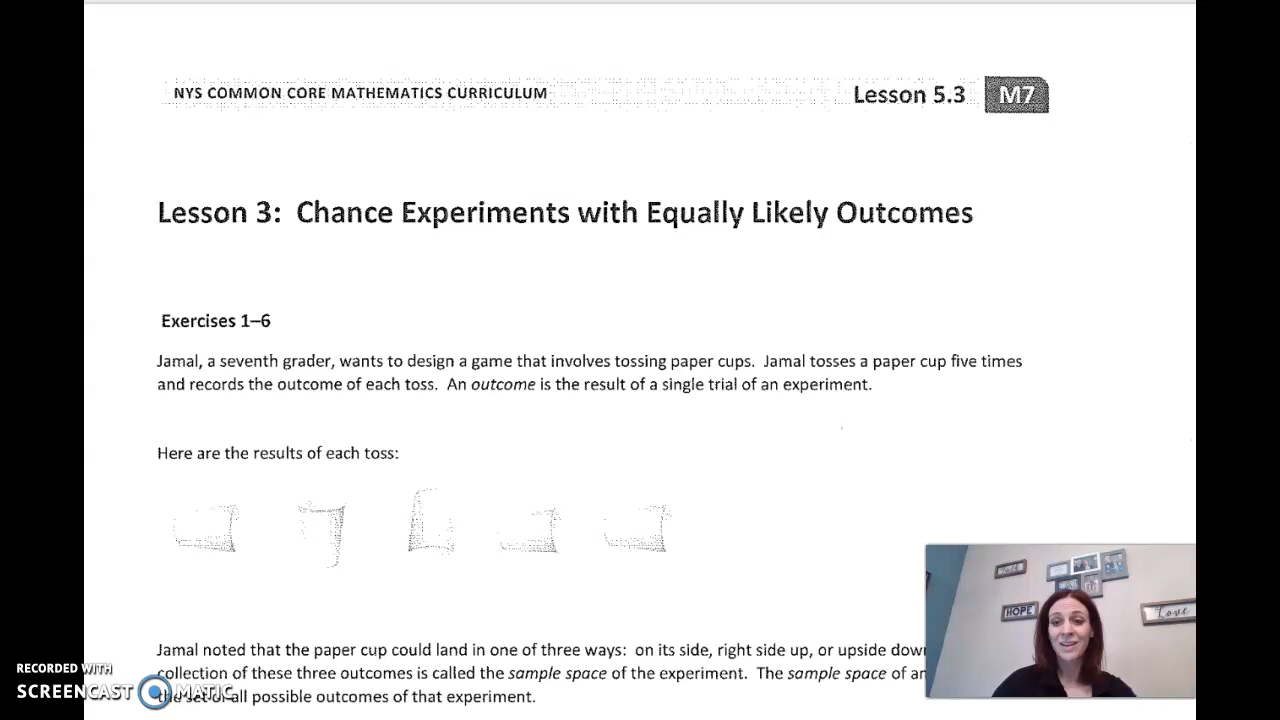 NYS COMMON CORE MATHEMATICS CURRICULUM
Lesson 5.3
M7
Lesson 3: Chance Experiments with Equally Likely Outcomes
Exercises 1–6
Jamal, a seventh grader, wants to design a game that involves tossing paper cups. Jamal tosses a paper cup five times
and records the outcome of each toss. An outcome is the result of a single trial of an experiment.
Here are the results of each toss:
Jamal noted that the paper cup could land in one of three ways: on its side, right side up, or upside down
collection of these three outcomes is called the sample space of the experiment. The sample space of
the set of all possible outcomes of that experiment.
HOPE
Love
RECORDED WITH
SCREENCAST MATIC